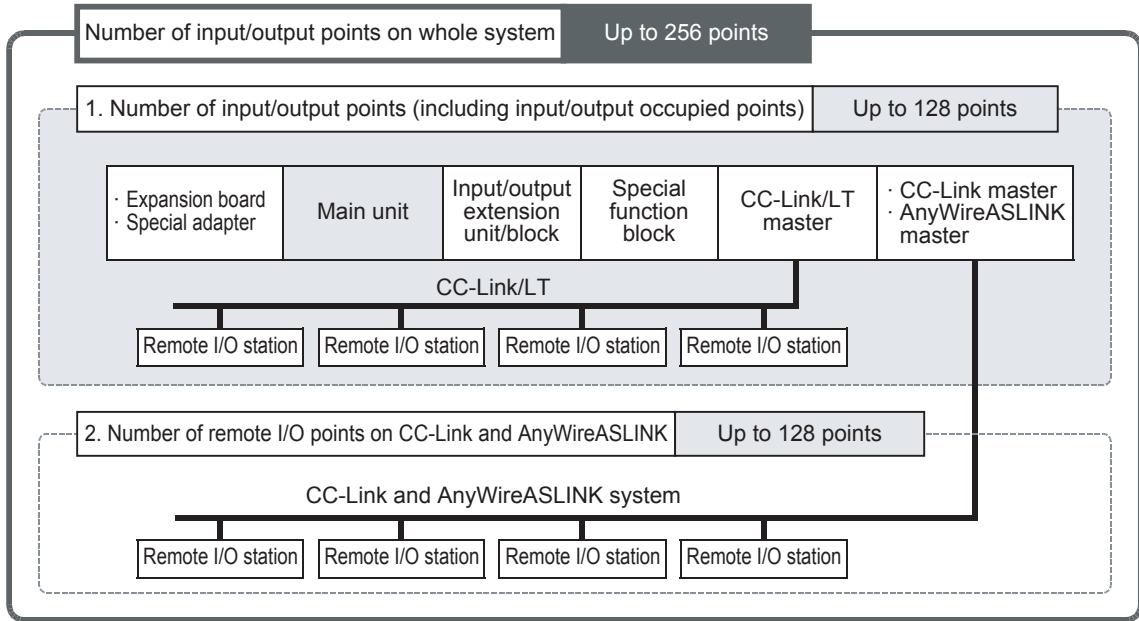 Number of input/output points on whole system Up to 256 points
1. Number of input/output points (including input/output occupied points) Up to 128 points
· Expansion board
· Special adapter
Main unit
Input/output
extension
unit/block
Special
function
block
CC-Link/LT
master
· CC-Link master
· AnyWireASLINK
master
CC-Link/LT
Remote I/O station Remote I/O station Remote I/O station Remote I/O station
2. Number of remote I/O points on CC-Link and AnyWireASLINK Up to 128 points
CC-Link and AnyWireASLINK system
Remote I/O station Remote I/O station Remote I/O station Remote I/O station